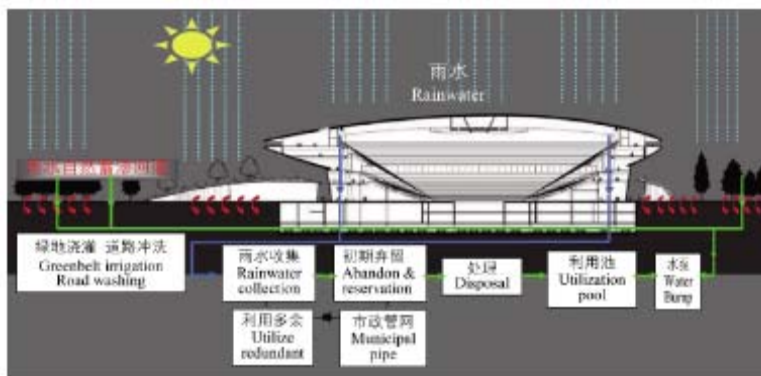 雨水
Rainwater
绿地浇灌 道路冲洗
Greenbelt irrigation
Road washing
雨水收集
Rainwater
collection
初期弃留
Abandon &
reservation
处理
Disposal
利用池
Utilization
pool
水泵
Water
Bump
利用多余
Utilize
redundant
市政管网
Municipal
pipe